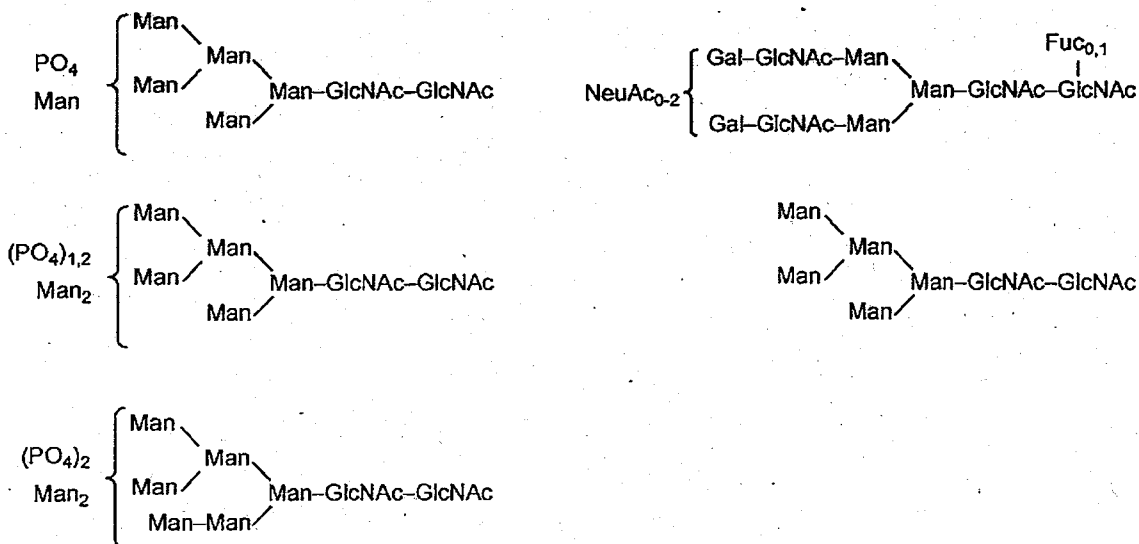 Man
PO₄ Man
Man Man
Man–GlcNAc–GlcNAc
Man
Fuc₀,₁
Gal–GlcNAc–Man
NeuAc₀₋₂ Man–GlcNAc–GlcNAc
Gal–GlcNAc–Man
Man
(PO₄)₁,₂ Man
Man₂ Man
Man–GlcNAc–GlcNAc
Man
Man
Man
Man
Man–GlcNAc–GlcNAc
Man
Man
(PO₄)₂ Man
Man₂ Man
Man–GlcNAc–GlcNAc
Man–Man